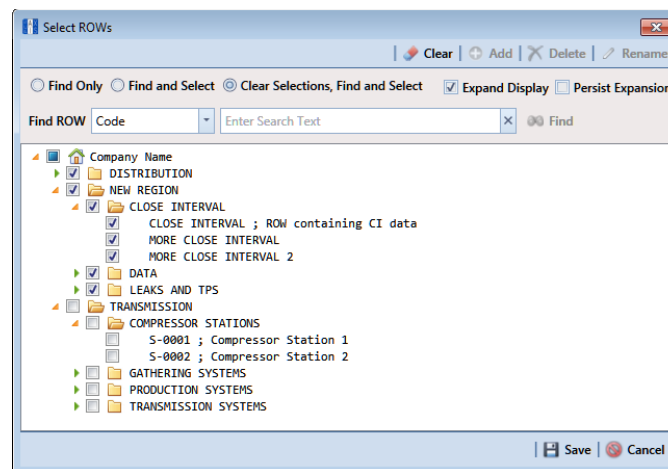 Select ROWs
Clear Add Delete Rename
Find Only Find and Select Clear Selections, Find and Select Expand Display Persist Expansion
Find ROW Code Enter Search Text Find
Company Name
DISTRIBUTION
NEW REGION
CLOSE INTERVAL
CLOSE INTERVAL ; ROW containing CI data
MORE CLOSE INTERVAL
MORE CLOSE INTERVAL 2
DATA
LEAKS AND TPS
TRANSMISSION
COMPRESSOR STATIONS
S-0001 ; Compressor Station 1
S-0002 ; Compressor Station 2
GATHERING SYSTEMS
PRODUCTION SYSTEMS
TRANSMISSION SYSTEMS
Save Cancel